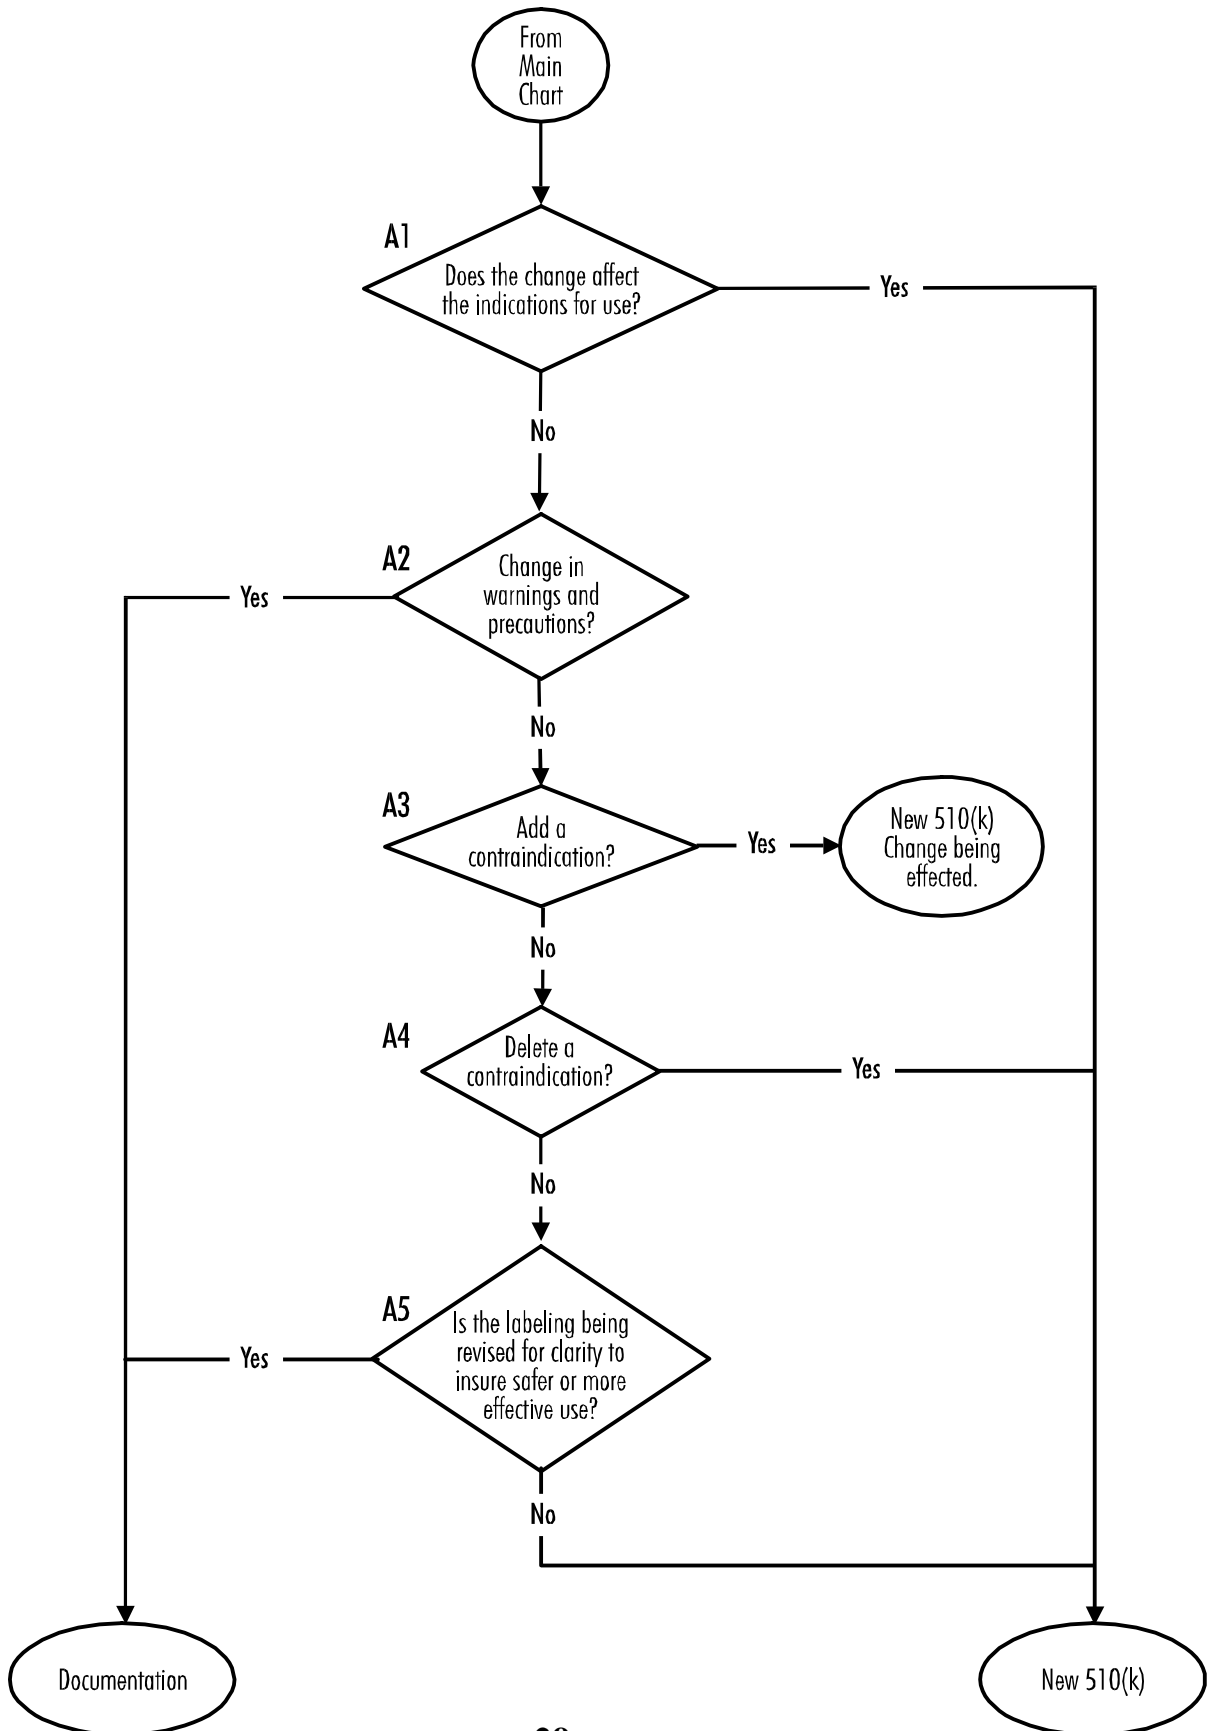 From
Main
Chart
A1
Does the change affect
the indications for use?
Yes
No
A2
Change in
warnings and
precautions?
Yes
No
A3
Add a
contraindication?
Yes
New 510(k)
Change being
effected.
No
A4
Delete a
contraindication?
Yes
No
A5
Is the labeling being
revised for clarity to
insure safer or more
effective use?
Yes
No
Documentation
New 510(k)